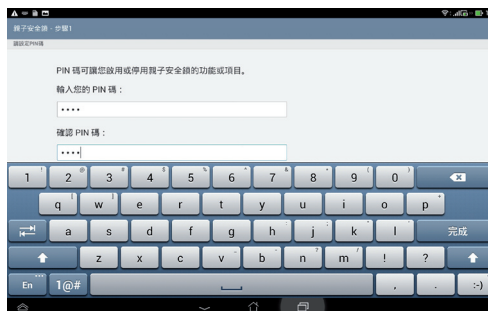 親子安全鎖 - 步驟1
請設定PIN碼
PIN 碼可讓您啟用或停用親子安全鎖的功能或項目。
輸入您的 PIN 碼：
••••
確認 PIN 碼：
••••
1 2 3 4 5 6 7 8 9 0
q w e r t y u i o p
a s d f g h j k l 完成
z x c v b n m ! ?
En 1@# , . :-)